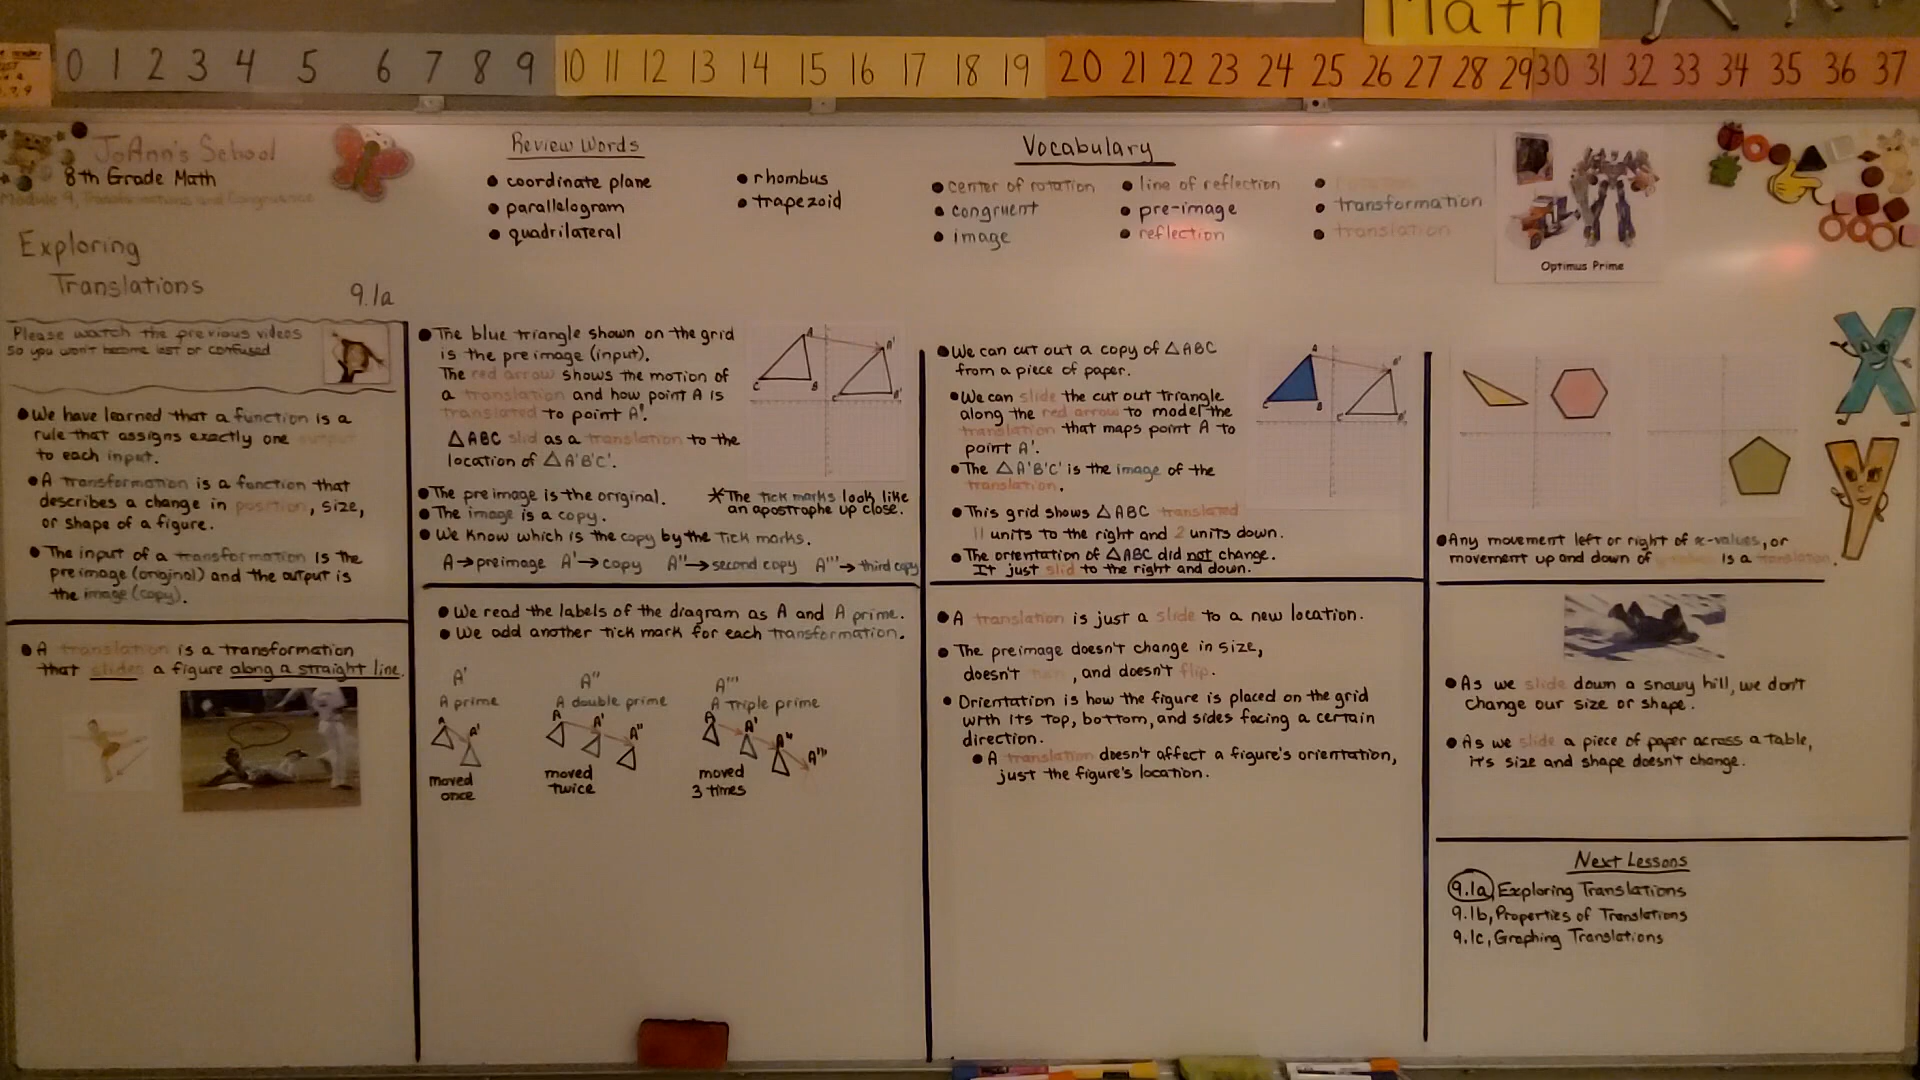 Math
0 1 2 3 4 5 6 7 8 9 10 11 12 13 14 15 16 17 18 19 20 21 22 23 24 25 26 27 28 29 30 31 32 33 34 35 36 37
JoAnn's School
8th Grade Math
Module 9, Transformations and Congruence
Exploring
Translations
9.1a
Review Words
• coordinate plane
• parallelogram
• quadrilateral
• rhombus
• trapezoid
Vocabulary
• center of rotation
• congruent
• image
• line of reflection
• pre-image
• reflection
•
• transformation
• translation
Optimus Prime
Please watch the previous videos
so you won't become lost or confused
• We have learned that a function is a
rule that assigns exactly one output
to each input.
• A transformation is a function that
describes a change in position, size,
or shape of a figure.
• The input of a transformation is the
preimage (original) and the output is
the image (copy).
• A translation is a transformation
that slides a figure along a straight line.
• The blue triangle shown on the grid
is the preimage (input).
The red arrow shows the motion of
a translation and how point A is
translated to point A'.
△ABC slid as a translation to the
location of △A'B'C'.
A A' C B C' B'
• The preimage is the original.
• The image is a copy.
*The tick marks look like
an apostrophe up close.
• We know which is the copy by the tick marks.
A→preimage A'→copy A''→second copy A'''→third copy
• We read the labels of the diagram as A and A prime.
• We add another tick mark for each transformation.
A'
A prime
A A'
moved
once
A''
A double prime
A A' A''
moved
twice
A'''
A triple prime
A A' A'' A'''
moved
3 times
• We can cut out a copy of △ABC
from a piece of paper.
• We can slide the cut out triangle
along the red arrow to model the
translation that maps point A to
point A'.
• The △A'B'C' is the image of the
translation.
• This grid shows △ABC translated
11 units to the right and 2 units down.
• The orientation of △ABC did not change.
It just slid to the right and down.
A A' C B C' B'
• A translation is just a slide to a new location.
• The preimage doesn't change in size,
doesn't turn, and doesn't flip.
• Orientation is how the figure is placed on the grid
with its top, bottom, and sides facing a certain
direction.
• A translation doesn't affect a figure's orientation,
just the figure's location.
X
Y
• Any movement left or right of x-values, or
movement up and down of y-values is a translation.
• As we slide down a snowy hill, we don't
change our size or shape.
• As we slide a piece of paper across a table,
it's size and shape doesn't change.
Next Lessons
9.1a, Exploring Translations
9.1b, Properties of Translations
9.1c, Graphing Translations